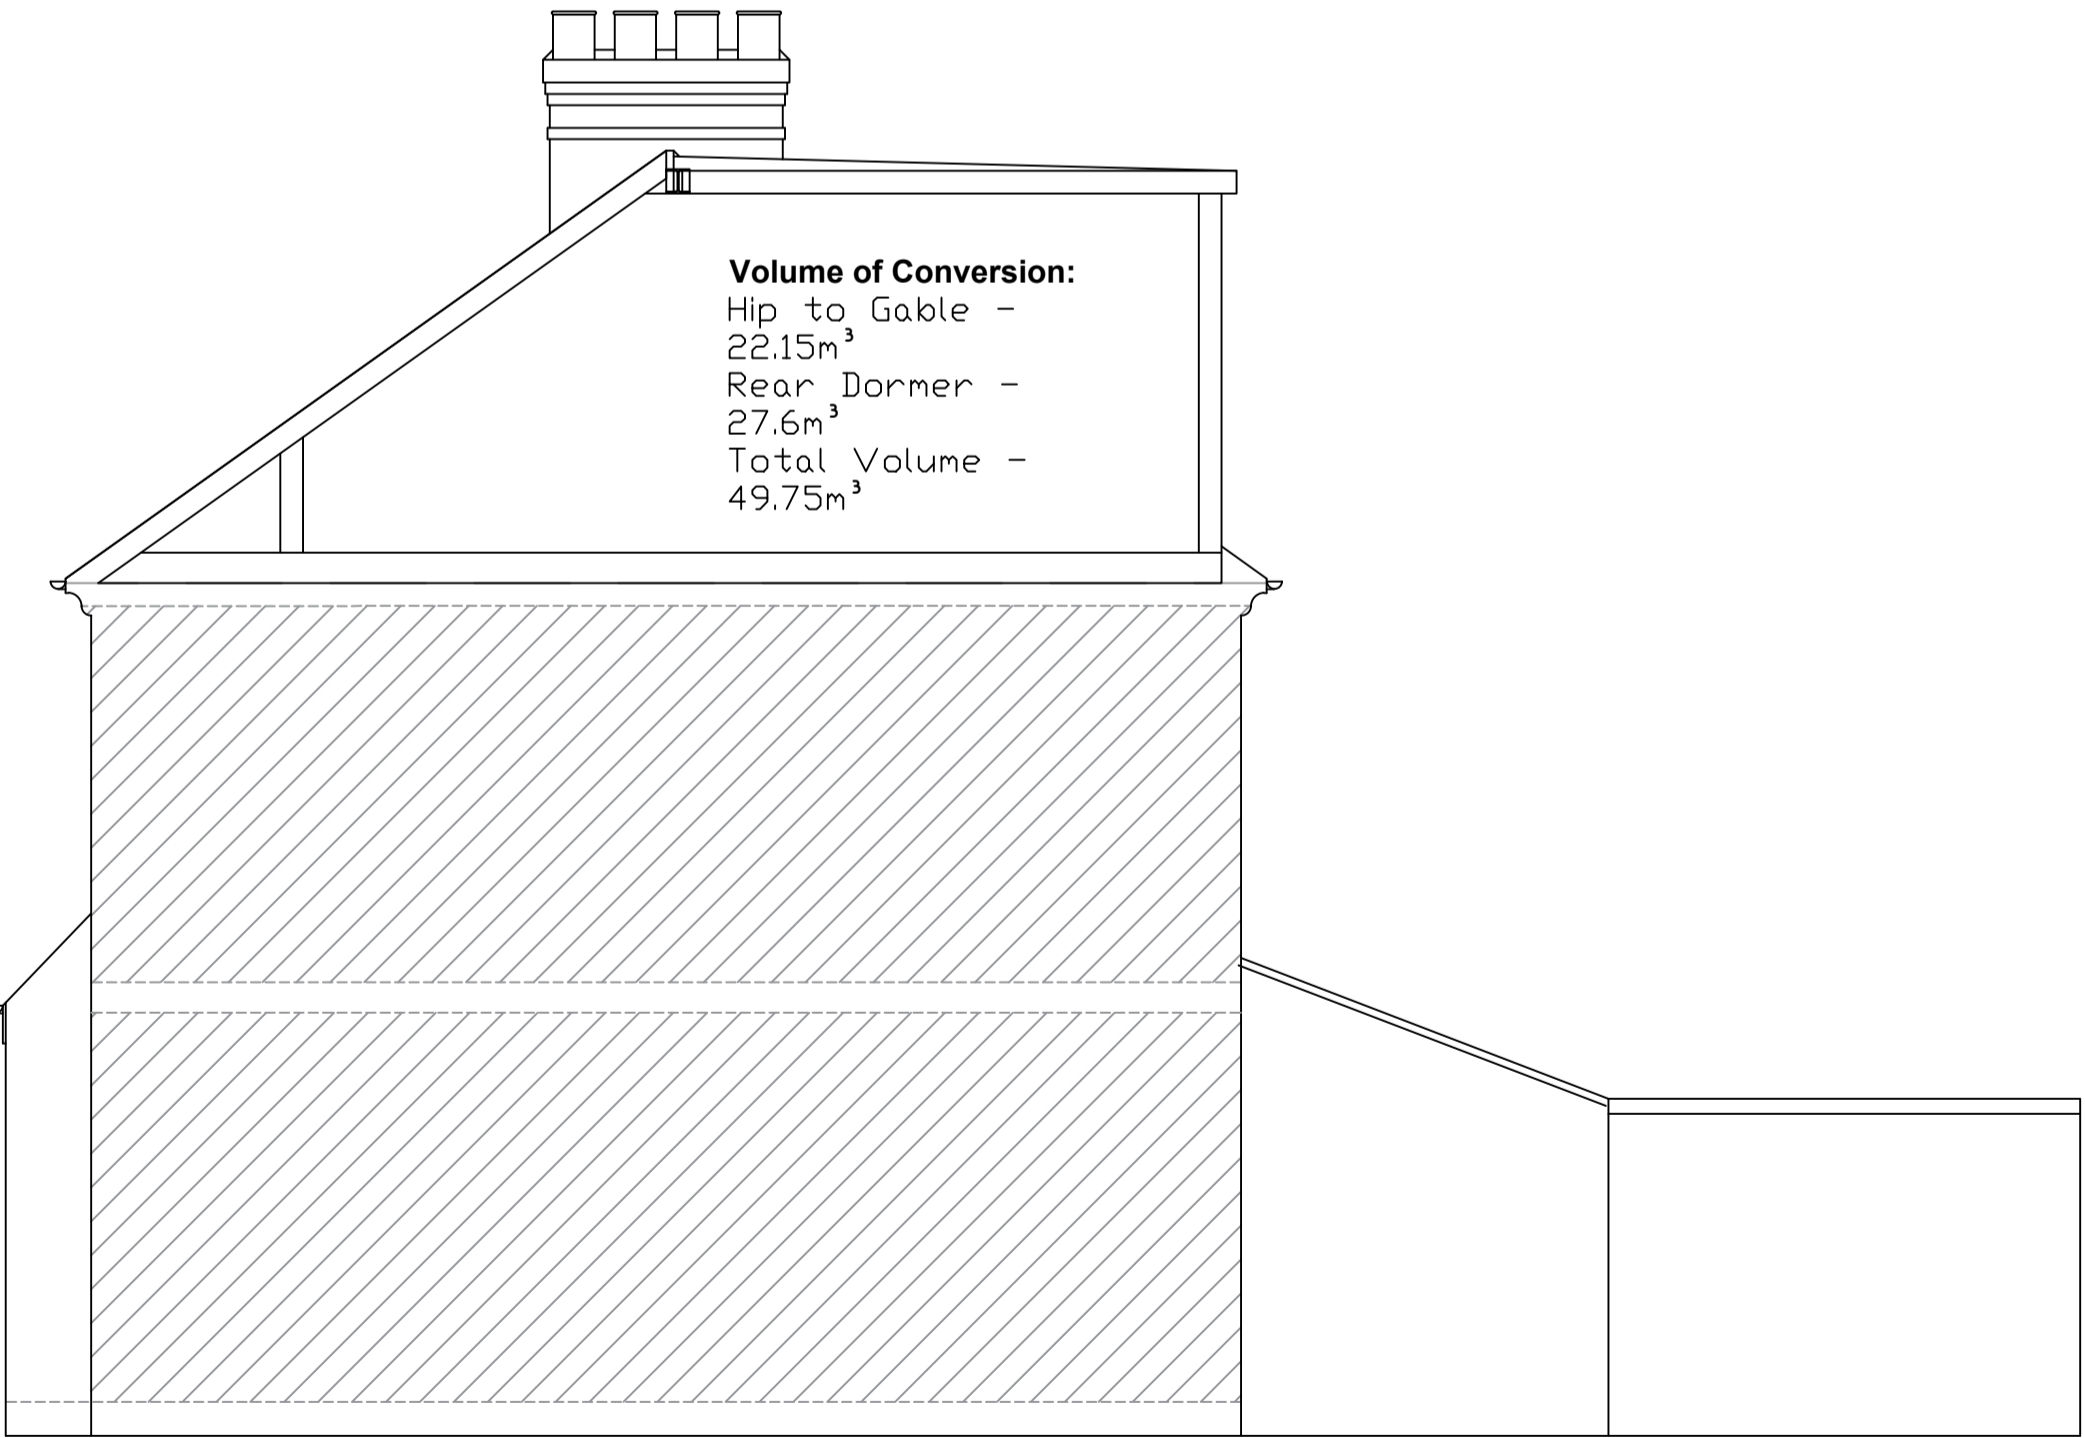 Volume of Conversion:
Hip to Gable -
22.15m³
Rear Dormer -
27.6m³
Total Volume -
49.75m³